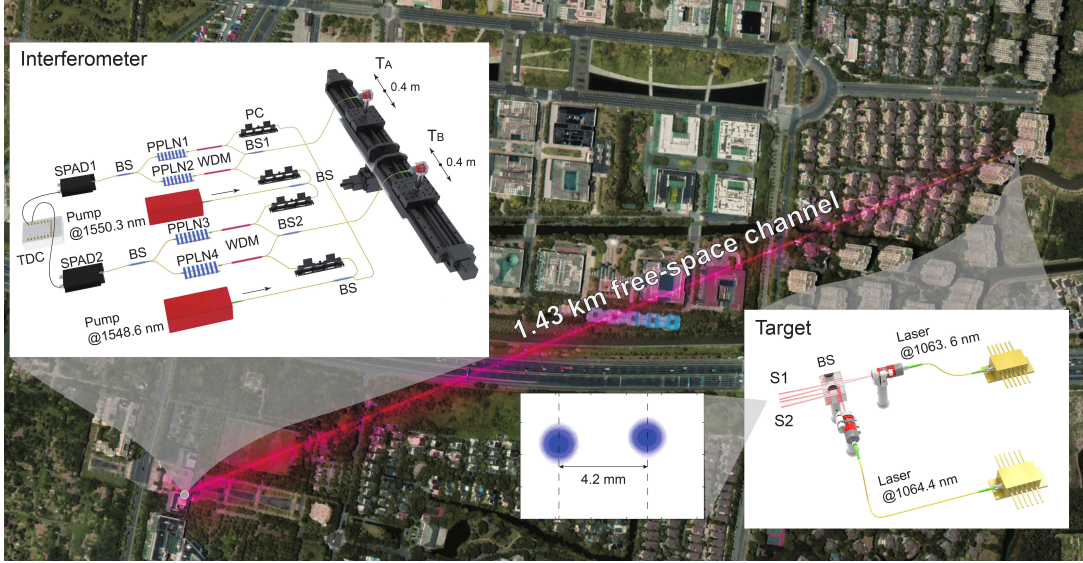 Interferometer
TA
0.4 m
TB
0.4 m
PC
PPLN1
BS1
WDM
SPAD1
BS
PPLN2
BS
Pump
@1550.3 nm
TDC
PPLN3
BS2
SPAD2
BS
WDM
PPLN4
BS
Pump
@1548.6 nm
1.43 km free-space channel
4.2 mm
Target
Laser
@1063. 6 nm
BS
S1
S2
Laser
@1064.4 nm